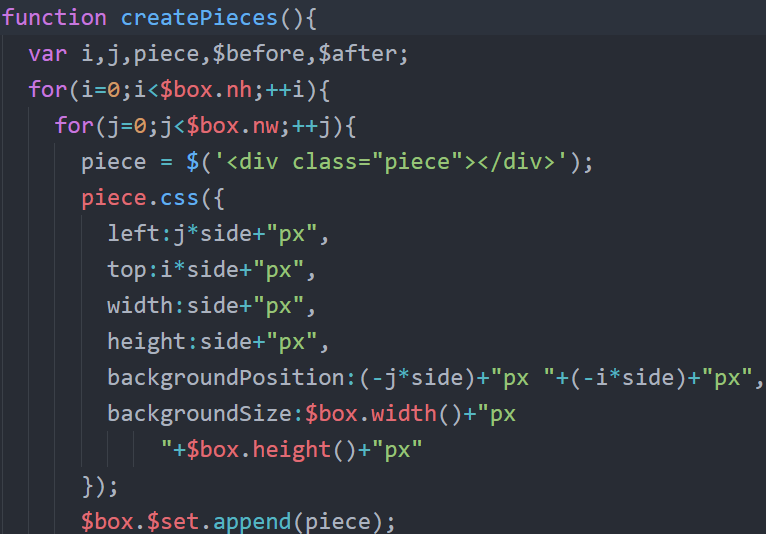 function createPieces(){
  var i,j,piece,$before,$after;
  for(i=0;i<$box.nh;++i){
    for(j=0;j<$box.nw;++j){
      piece = $('<div class="piece"></div>');
      piece.css({
        left:j*side+"px",
        top:i*side+"px",
        width:side+"px",
        height:side+"px",
        backgroundPosition:(-j*side)+"px "+(-i*side)+"px",
        backgroundSize:$box.width()+"px
            "+$box.height()+"px"
      });
      $box.$set.append(piece);